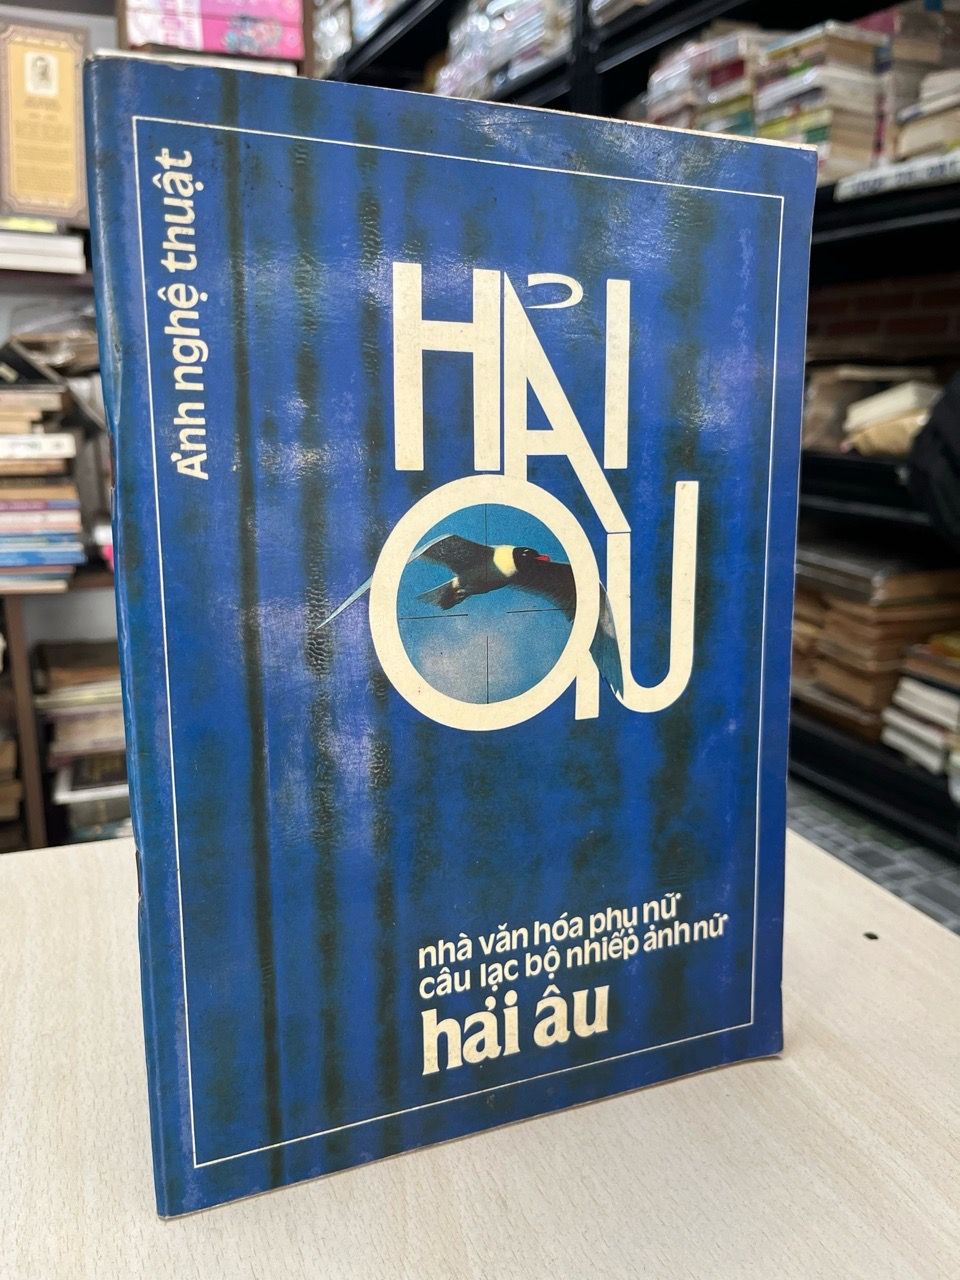 Ảnh nghệ thuật
HẢI
ÂU
nhà văn hóa phụ nữ
câu lạc bộ nhiếp ảnh nữ
hải âu